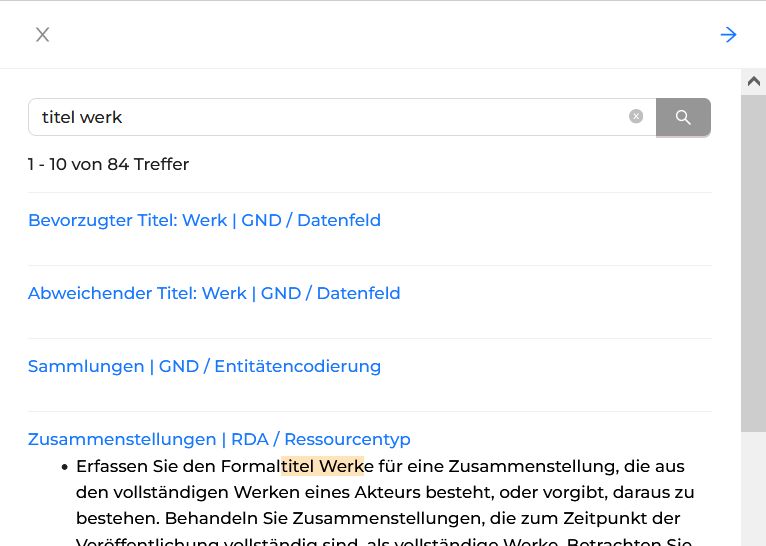 titel werk
1 - 10 von 84 Treffer
Bevorzugter Titel: Werk | GND / Datenfeld
Abweichender Titel: Werk | GND / Datenfeld
Sammlungen | GND / Entitätencodierung
Zusammenstellungen | RDA / Ressourcentyp
• Erfassen Sie den Formaltitel Werke für eine Zusammenstellung, die aus
den vollständigen Werken eines Akteurs besteht, oder vorgibt, daraus zu
bestehen. Behandeln Sie Zusammenstellungen, die zum Zeitpunkt der
Veröffentlichung vollständig sind, als vollständige Werke. Betrachten Sie